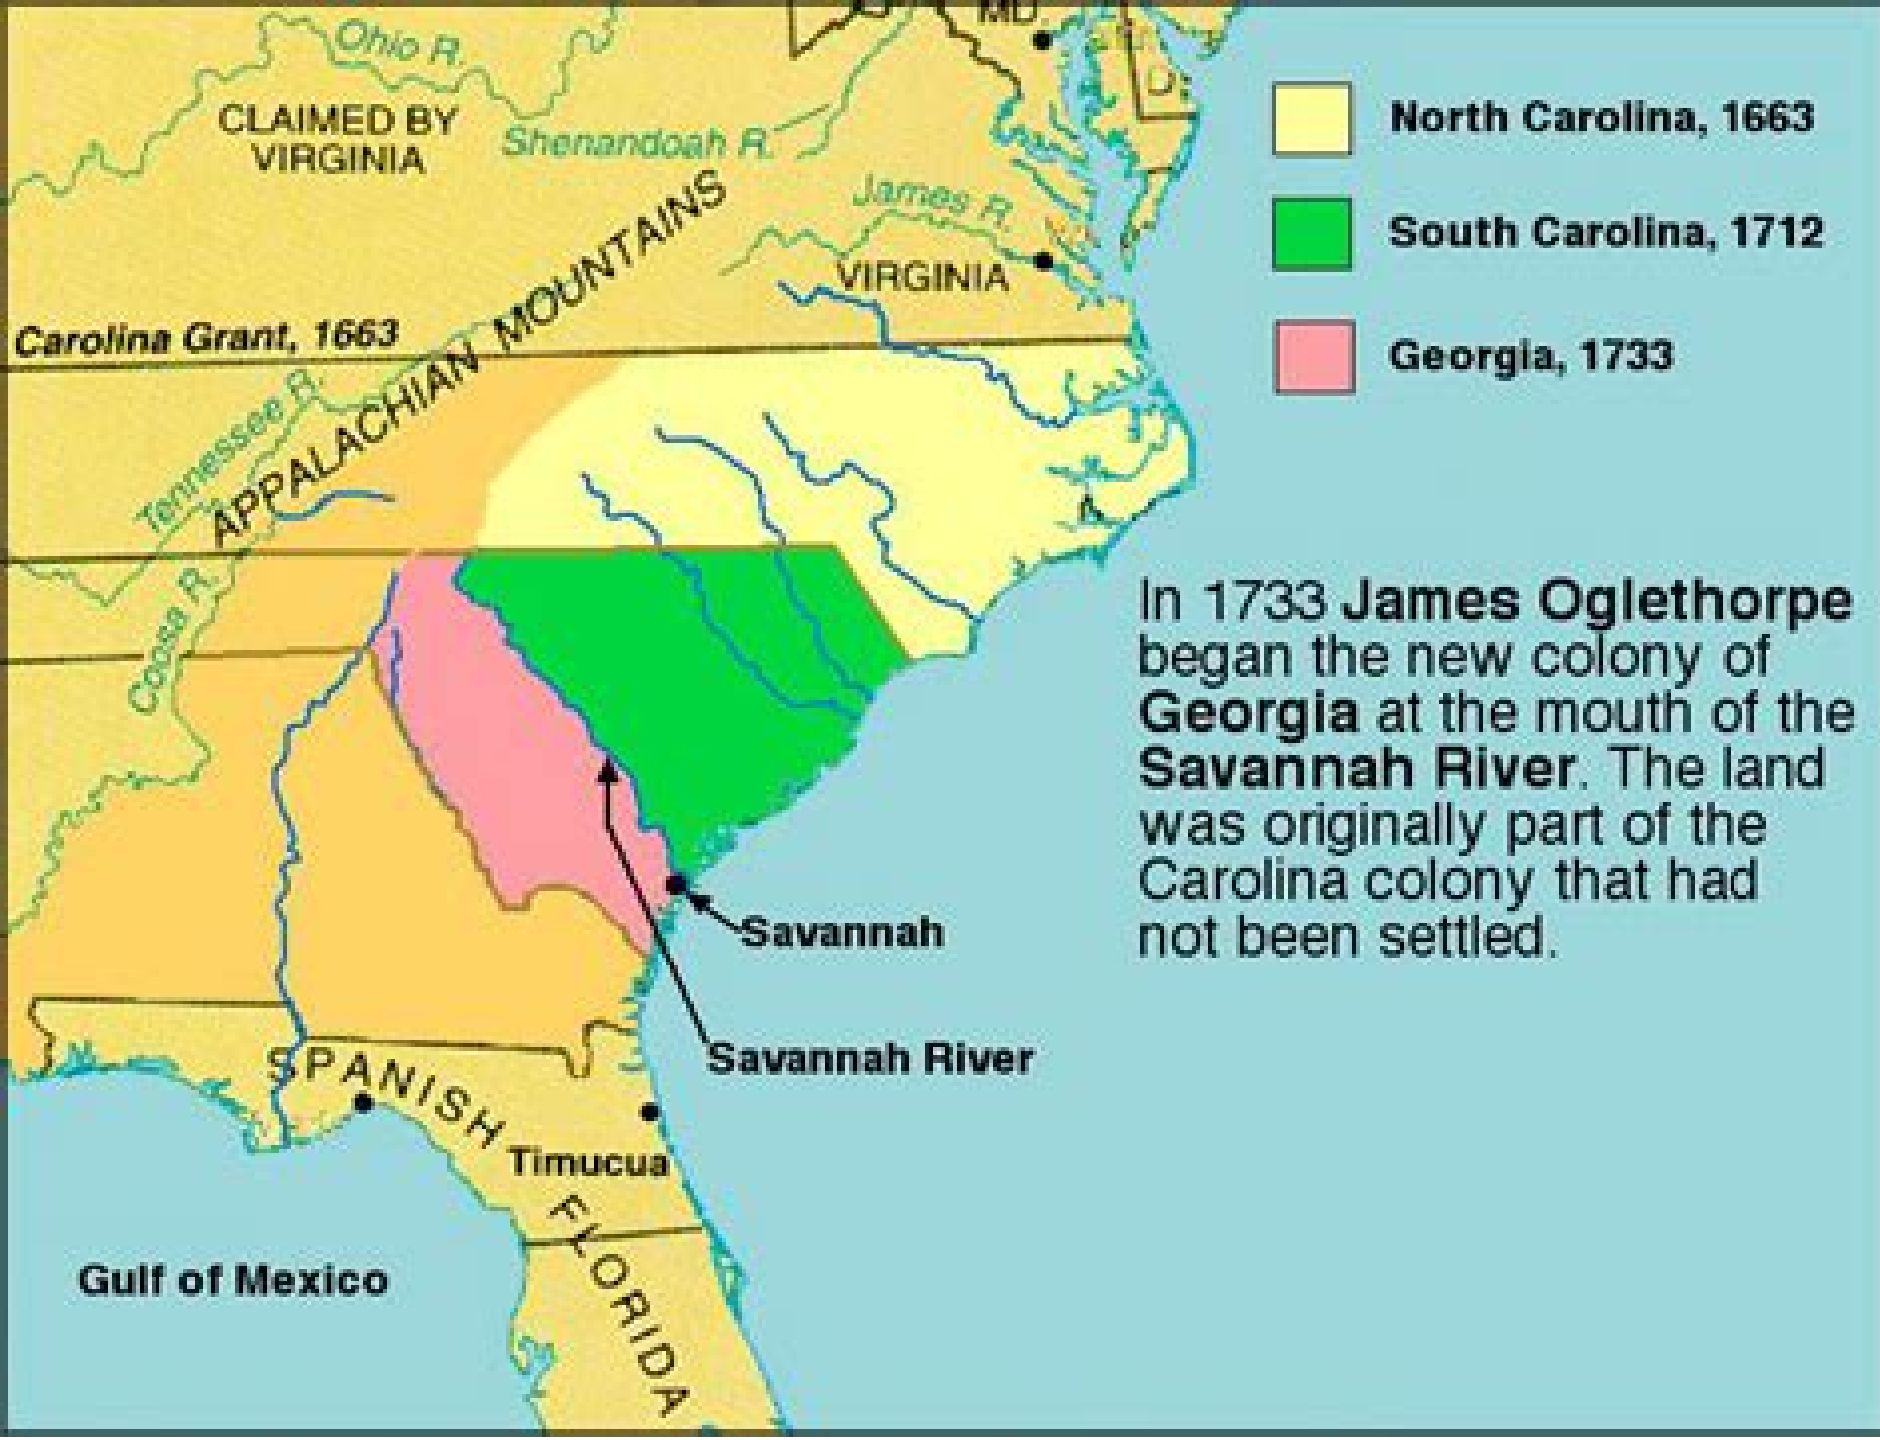 MD.
D
Ohio R.
CLAIMED BY
VIRGINIA
Shenandoah R.
James R.
VIRGINIA
APPALACHIAN MOUNTAINS
Carolina Grant, 1663
Tennessee R.
Coosa R.
North Carolina, 1663
South Carolina, 1712
Georgia, 1733
In 1733 James Oglethorpe
began the new colony of
Georgia at the mouth of the
Savannah River. The land
was originally part of the
Carolina colony that had
not been settled.
Savannah
Savannah River
SPANISH FLORIDA
Timucua
Gulf of Mexico